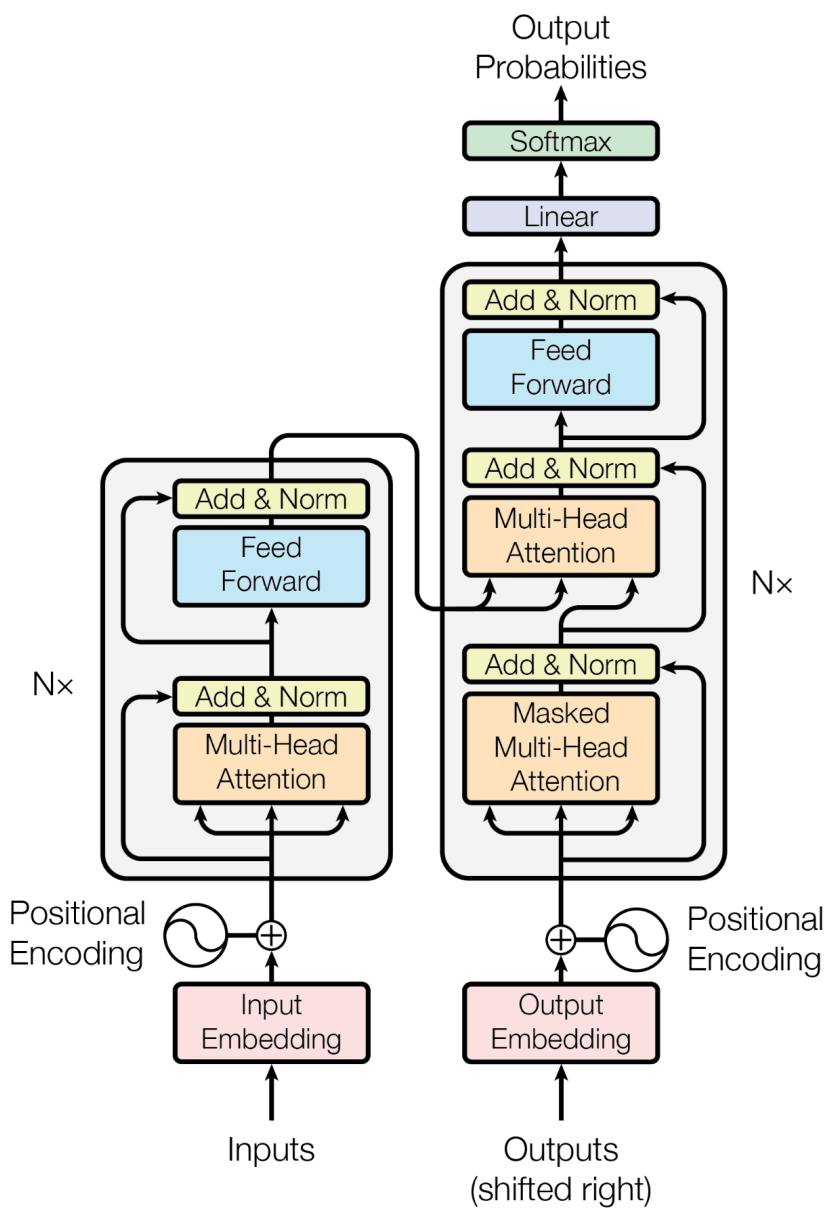 Output
Probabilities
Softmax
Linear
Add & Norm
Feed
Forward
Add & Norm
Multi-Head
Attention
Add & Norm
Masked
Multi-Head
Attention
N×
Add & Norm
Feed
Forward
Add & Norm
Multi-Head
Attention
N×
Positional
Encoding
Positional
Encoding
Input
Embedding
Output
Embedding
Inputs
Outputs
(shifted right)